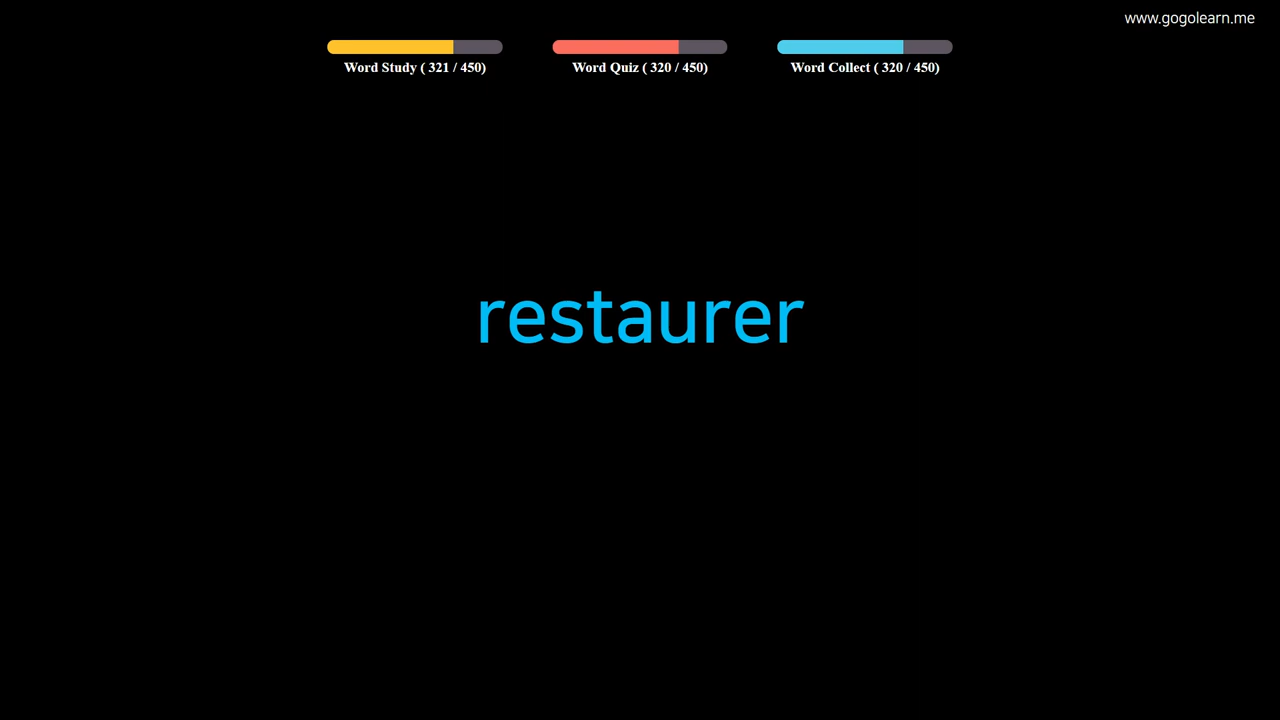 www.gogolearn.me
Word Study ( 321 / 450)
Word Quiz ( 320 / 450)
Word Collect ( 320 / 450)
restaurer